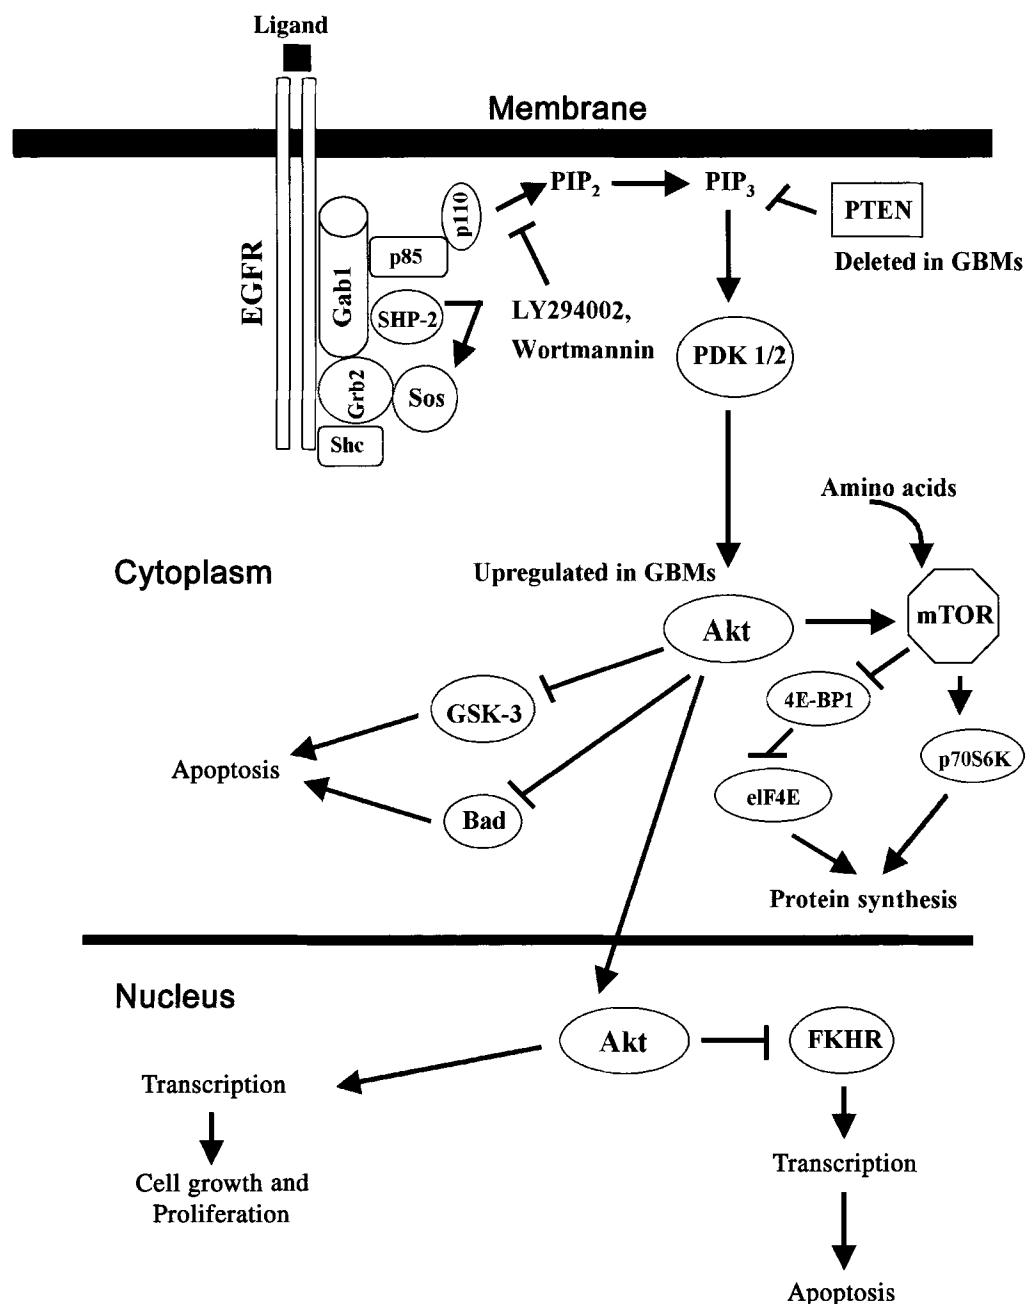 Ligand
Membrane
PIP2
PIP3
PTEN
Deleted in GBMs
p110
p85
EGFR
Gab1
SHP-2
LY294002,
Wortmannin
PDK 1/2
Grb2
Sos
Shc
Amino acids
Cytoplasm
Upregulated in GBMs
Akt
mTOR
GSK-3
4E-BP1
p70S6K
Apoptosis
Bad
elF4E
Protein synthesis
Nucleus
Akt
FKHR
Transcription
Cell growth and
Proliferation
Transcription
Apoptosis